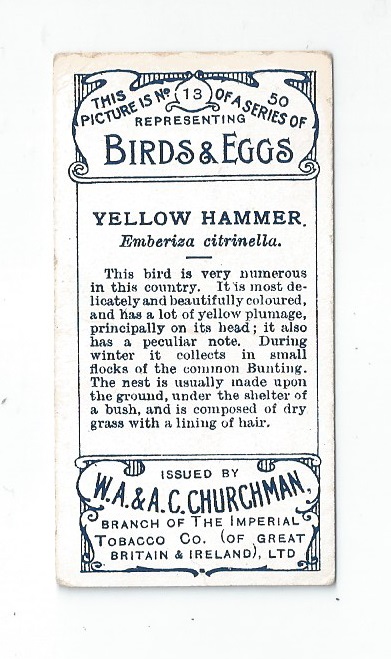 THIS PICTURE IS No 13 OF A SERIES OF 50
REPRESENTING
BIRDS & EGGS
YELLOW HAMMER.
Emberiza citrinella.
This bird is very numerous
in this country. It is most de-
licately and beautifully coloured,
and has a lot of yellow plumage,
principally on its head; it also
has a peculiar note. During
winter it collects in small
flocks of the common Bunting.
The nest is usually made upon
the ground, under the shelter of
a bush, and is composed of dry
grass with a lining of hair.
ISSUED BY
W.A. & A.C. CHURCHMAN,
BRANCH OF THE IMPERIAL
TOBACCO CO. (OF GREAT
BRITAIN & IRELAND), LTD